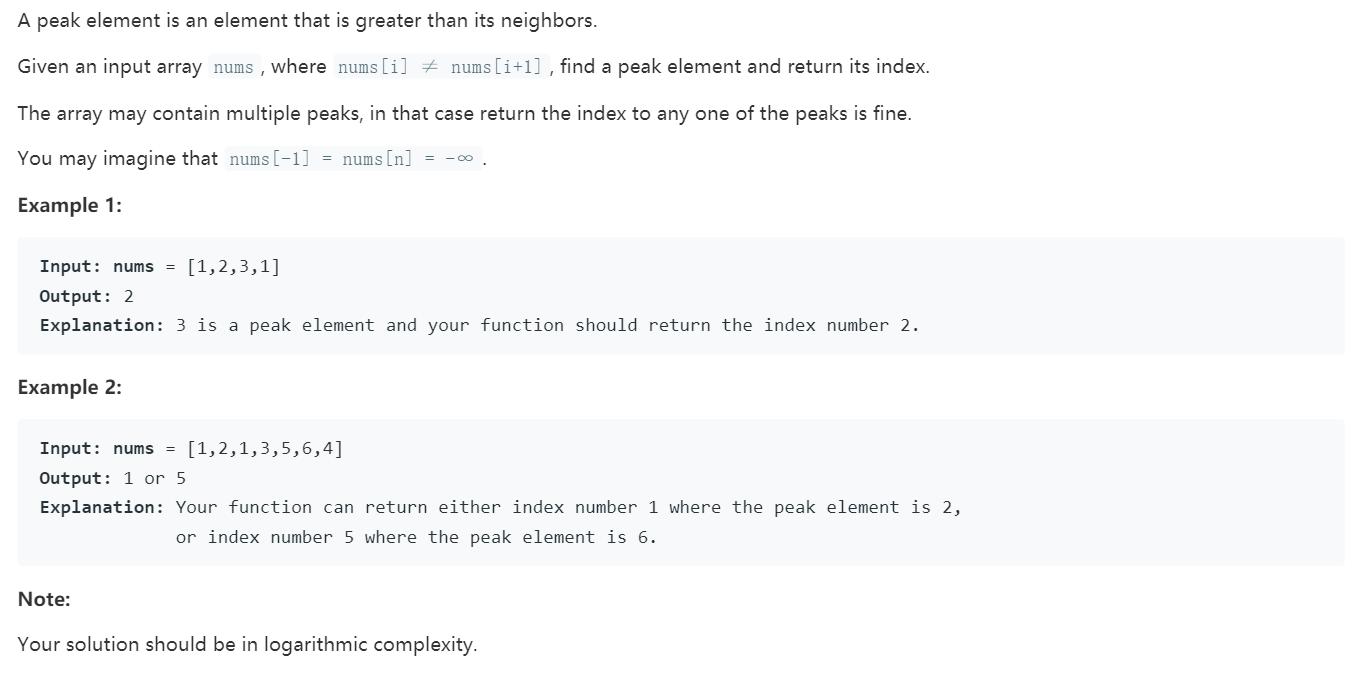 A peak element is an element that is greater than its neighbors.
Given an input array nums , where nums[i] ≠ nums[i+1] , find a peak element and return its index.
The array may contain multiple peaks, in that case return the index to any one of the peaks is fine.
You may imagine that nums[-1] = nums[n] = -∞ .
Example 1:
Input: nums = [1,2,3,1]
Output: 2
Explanation: 3 is a peak element and your function should return the index number 2.
Example 2:
Input: nums = [1,2,1,3,5,6,4]
Output: 1 or 5
Explanation: Your function can return either index number 1 where the peak element is 2,
or index number 5 where the peak element is 6.
Note:
Your solution should be in logarithmic complexity.